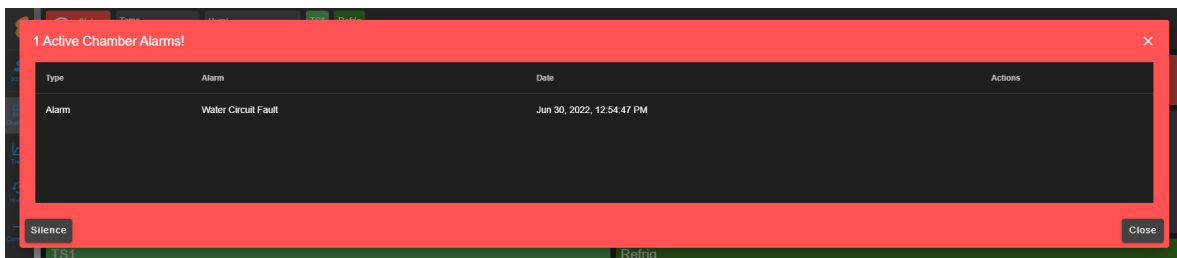 1 Active Chamber Alarms!
Type Alarm Date Actions
Alarm Water Circuit Fault Jun 30, 2022, 12:54:47 PM
Silence Close
TS1 Refrig